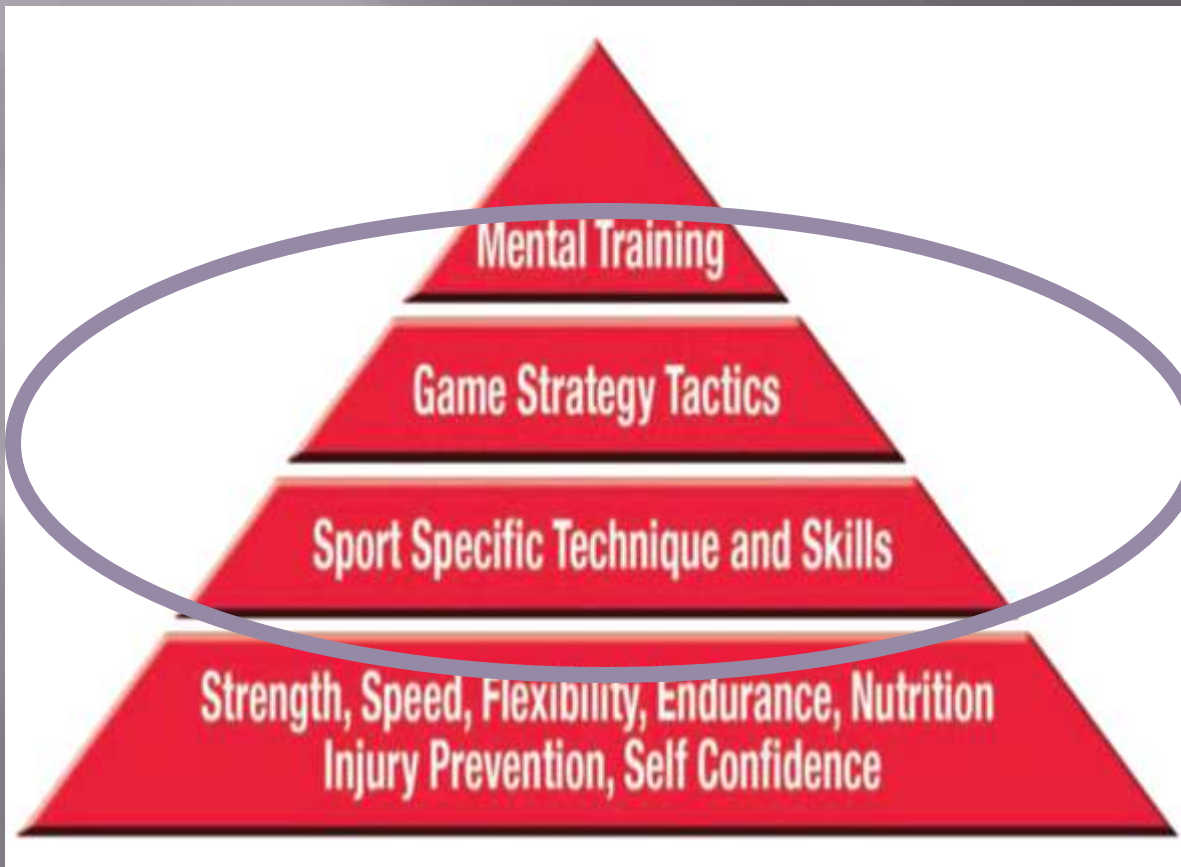 Mental Training
Game Strategy Tactics
Sport Specific Technique and Skills
Strength, Speed, Flexibility, Endurance, Nutrition
Injury Prevention, Self Confidence